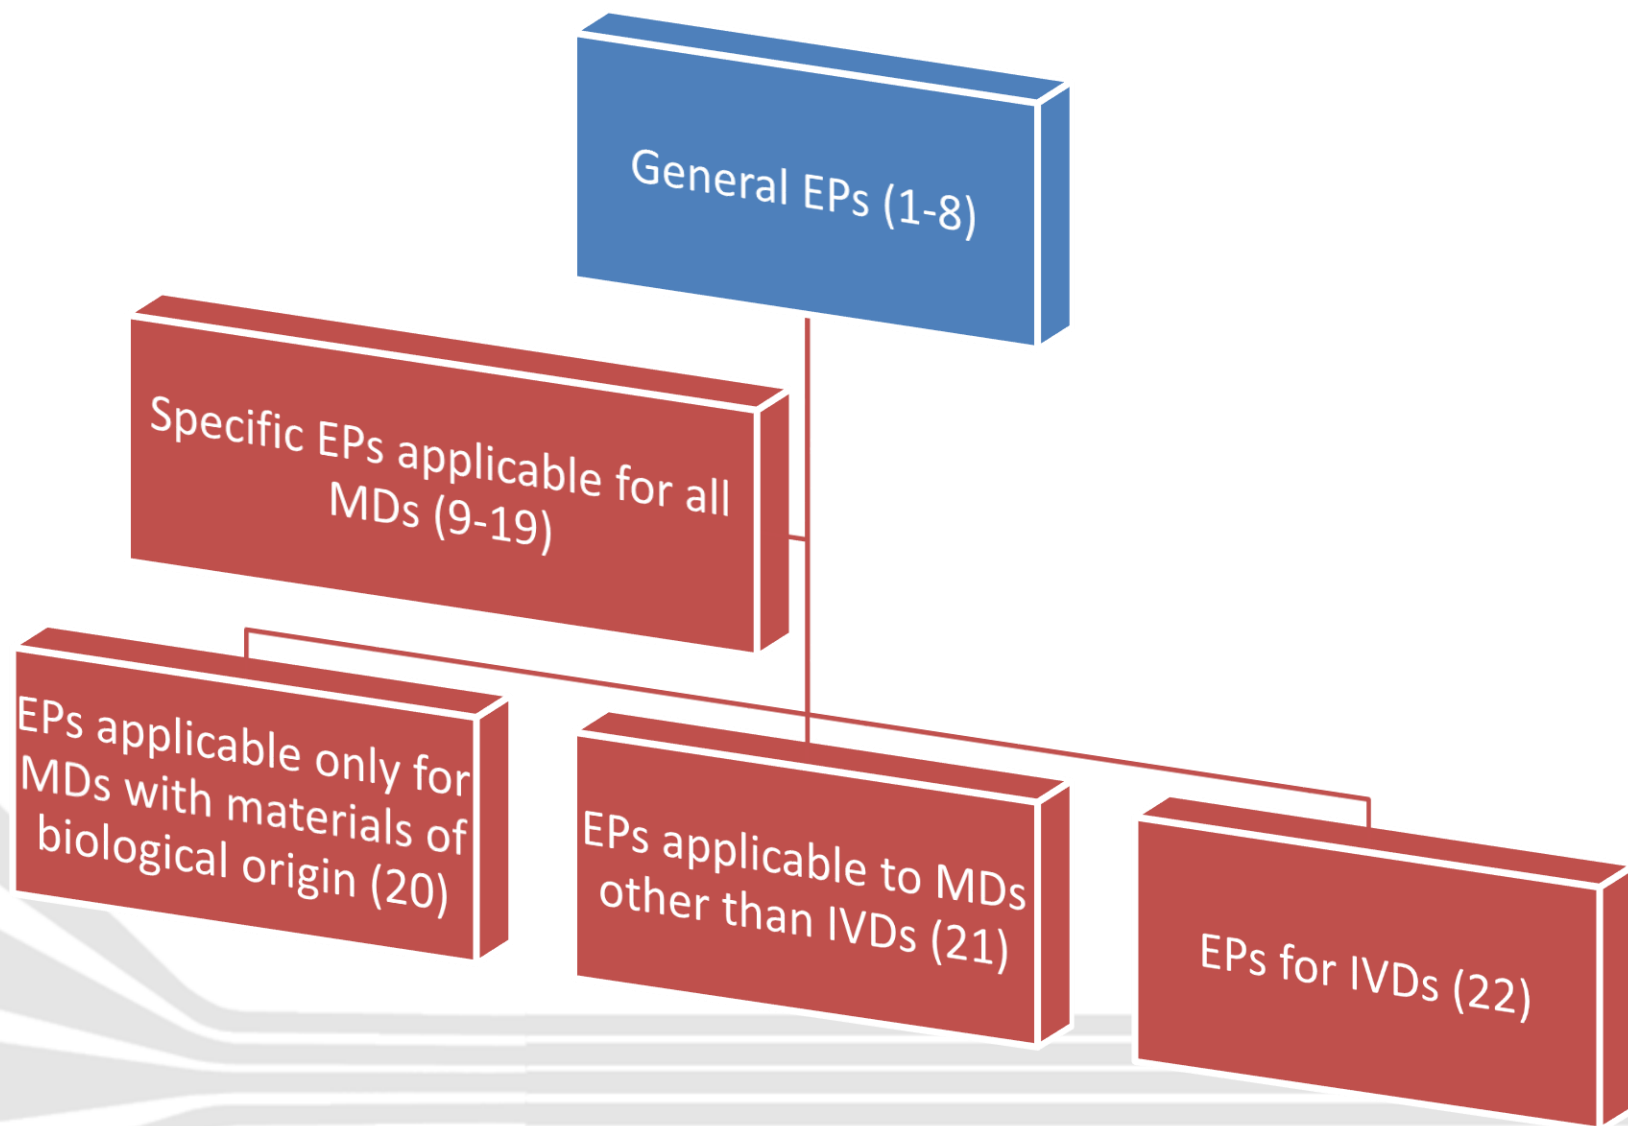 General EPs (1-8)
Specific EPs applicable for all
MDs (9-19)
EPs applicable only for
MDs with materials of
biological origin (20)
EPs applicable to MDs
other than IVDs (21)
EPs for IVDs (22)